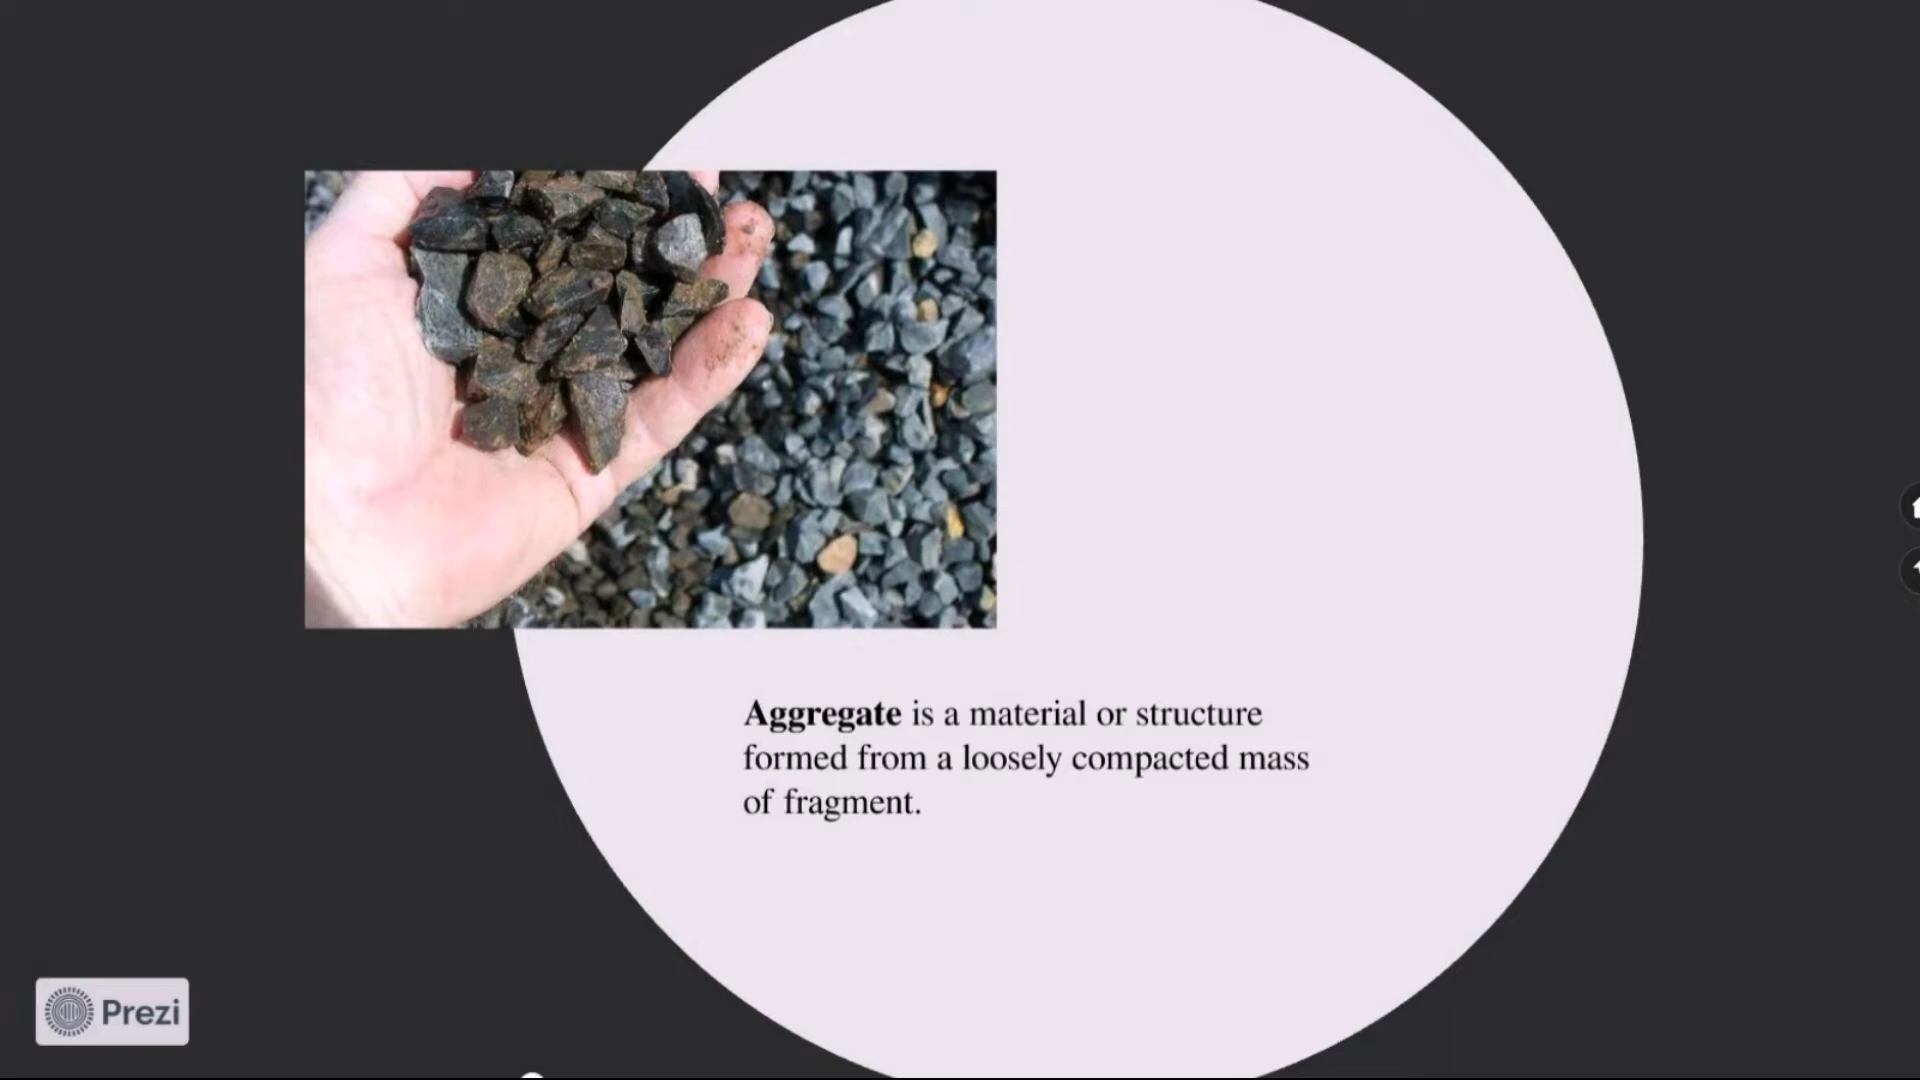 Aggregate is a material or structure
formed from a loosely compacted mass
of fragment.
Prezi